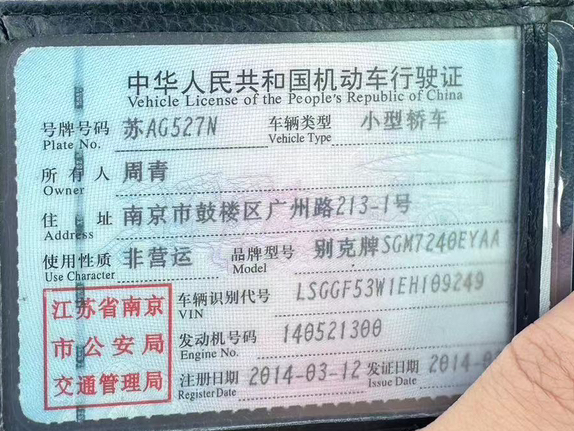 中华人民共和国机动车行驶证
Vehicle License of the People's Republic of China
号牌号码 苏AG527N 车辆类型 小型轿车
Plate No. Vehicle Type
所有人 周青
Owner
住址 南京市鼓楼区广州路213-1号
Address
使用性质 非营运 品牌型号 别克牌SGM7240EYAA
Use Character Model
江苏省南京
市公安局
交通管理局
车辆识别代号 LSGGF53W1EH109249
VIN
发动机号码 140521300
Engine No.
注册日期 2014-03-12 发证日期 2014-0
Register Date Issue Date